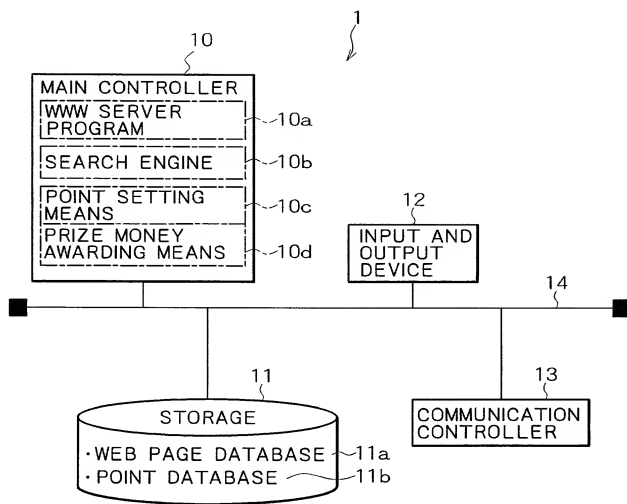 1
10
MAIN CONTROLLER
WWW SERVER
PROGRAM
10a
SEARCH ENGINE
10b
POINT SETTING
MEANS
10c
PRIZE MONEY
AWARDING MEANS
10d
12
INPUT AND
OUTPUT
DEVICE
14
11
STORAGE
・WEB PAGE DATABASE
11a
・POINT DATABASE
11b
13
COMMUNICATION
CONTROLLER